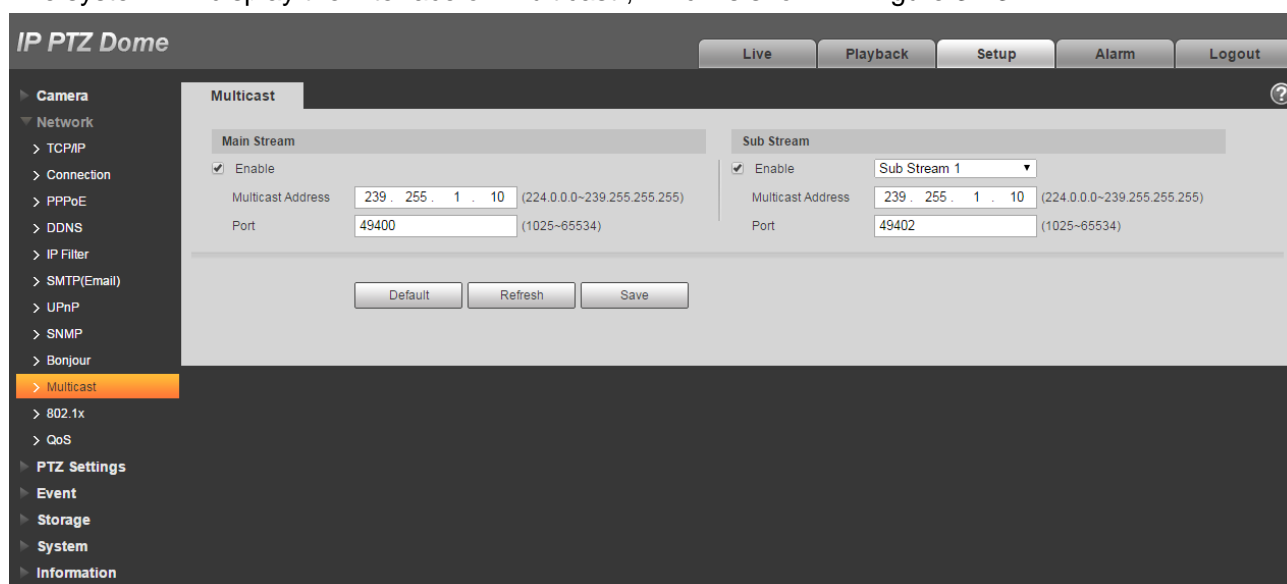 IP PTZ Dome
Live Playback Setup Alarm Logout
Camera
Network
> TCP/IP
> Connection
> PPPoE
> DDNS
> IP Filter
> SMTP(Email)
> UPnP
> SNMP
> Bonjour
> Multicast
> 802.1x
> QoS
PTZ Settings
Event
Storage
System
Information
Multicast
?
Main Stream
Enable
Multicast Address 239 . 255 . 1 . 10 (224.0.0.0~239.255.255.255)
Port 49400 (1025~65534)
Sub Stream
Enable Sub Stream 1
Multicast Address 239 . 255 . 1 . 10 (224.0.0.0~239.255.255.255)
Port 49402 (1025~65534)
Default Refresh Save